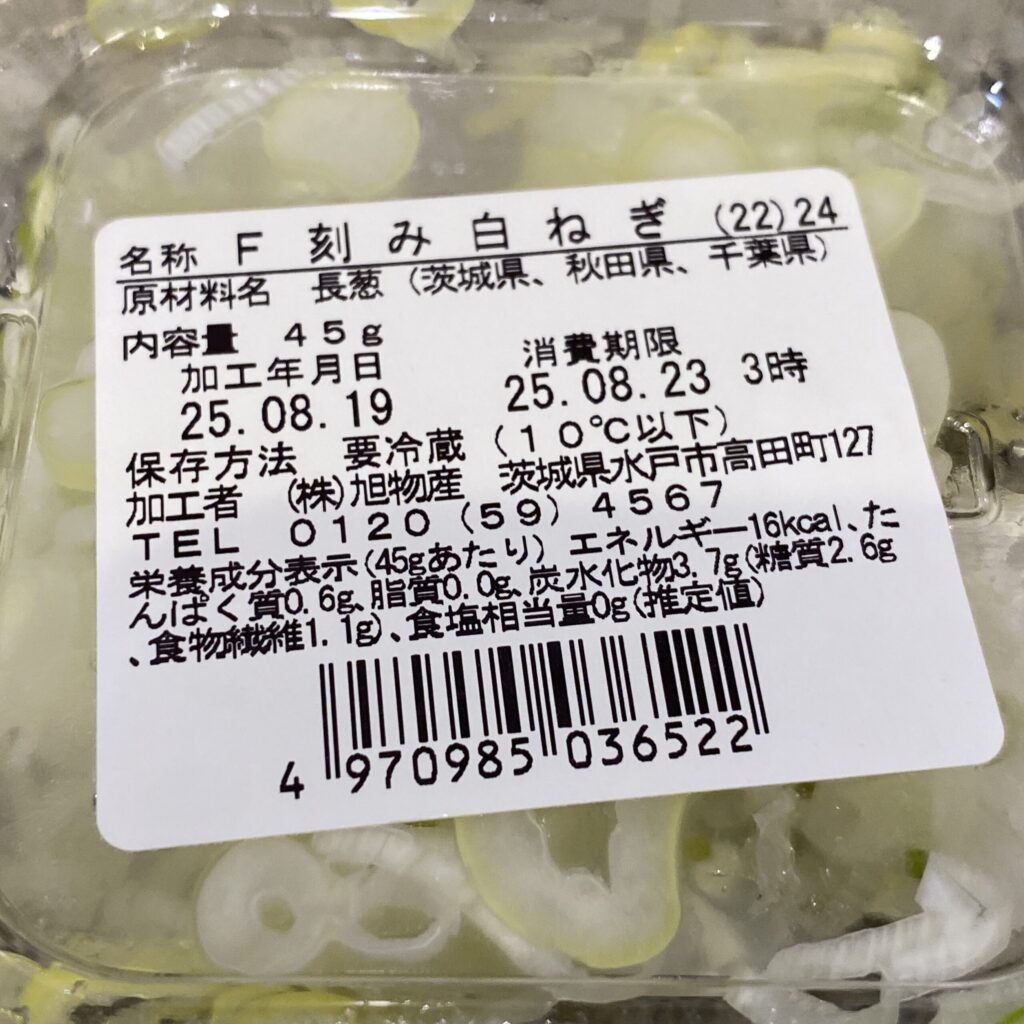 名称 F 刻み白ねぎ (22)24
原材料名 長葱（茨城県、秋田県、千葉県）
内容量 45g
加工年月日 消費期限
25.08.19 25.08.23 3時
保存方法 要冷蔵（10℃以下）
加工者 (株)旭物産 茨城県水戸市高田町127
TEL 0120（59）4567
栄養成分表示(45gあたり) エネルギー16kcal、た
んぱく質0.6g、脂質0.0g、炭水化物3.7g(糖質2.6g
、食物繊維1.1g)、食塩相当量0g(推定値)
4 970985 036522